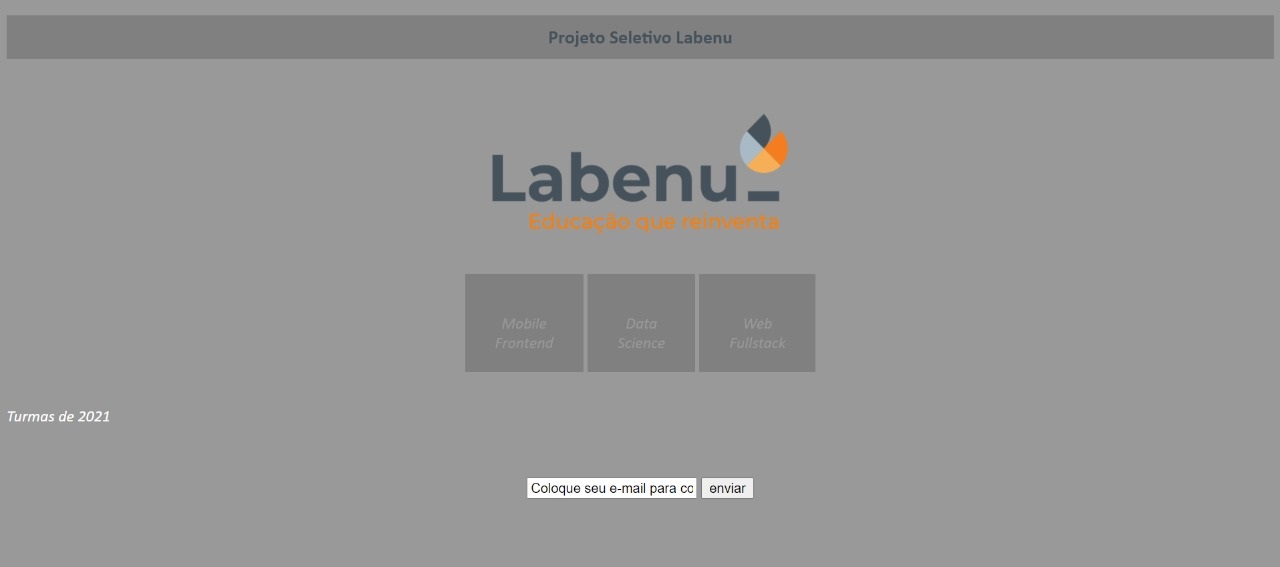 Projeto Seletivo Labenu
Labenu_
Educação que reinventa
Mobile
Frontend
Data
Science
Web
Fullstack
Turmas de 2021
Coloque seu e-mail para co
enviar